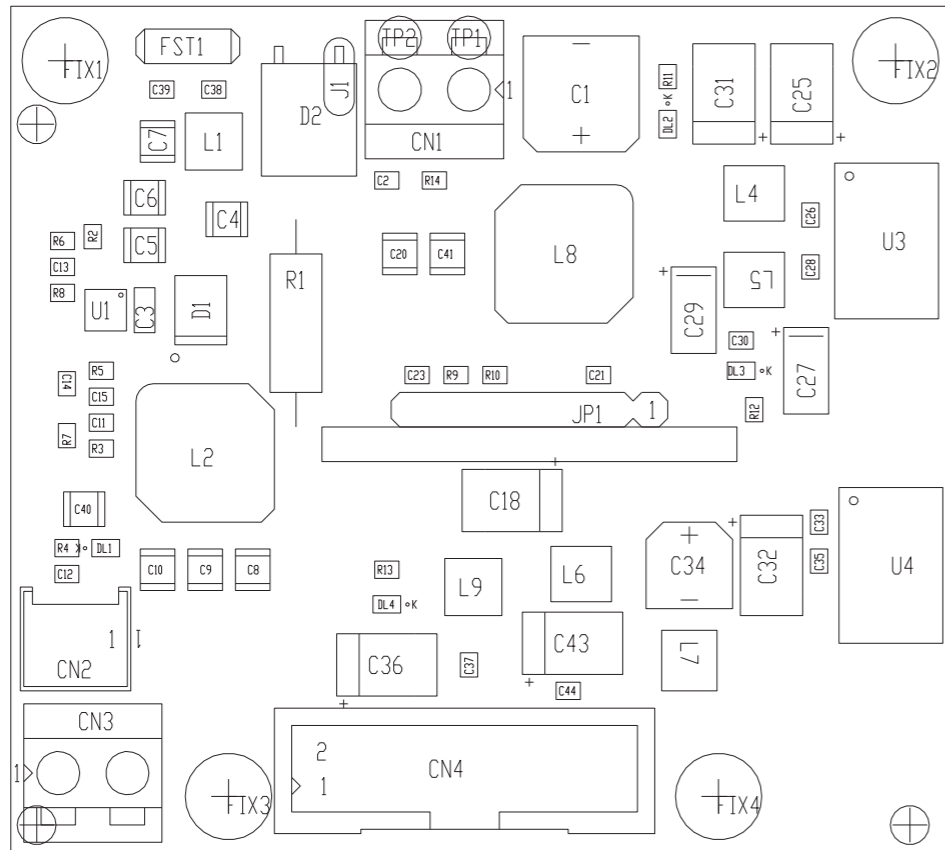 FST1
TP2
TP1
FIX1
FIX2
J1
C39
C38
D2
C1
R11
C31
C25
K
DL2
1
C7
L1
CN1
C2
R14
L4
C6
C4
C26
U3
R6
R2
C5
C20
C41
L8
C13
C28
L5
R8
U1
C3
D1
R1
C29
C30
C27
R5
C14
C23
R9
R10
C21
DL3
K
C15
JP1
1
R12
C11
R7
R3
L2
C18
C40
C33
R4
K
DL1
C34
C32
C35
U4
C12
C10
C9
C8
R13
L9
L6
DL4
K
1
1
CN2
C36
C37
C43
L7
C44
CN3
2
CN4
1
1
FIX3
FIX4